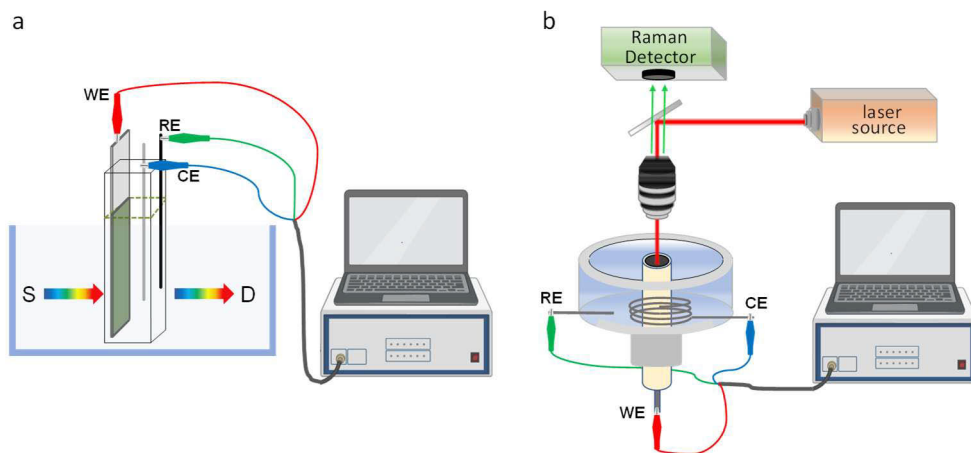 a
WE
RE
CE
S
D
b
Raman
Detector
laser
source
RE
CE
WE